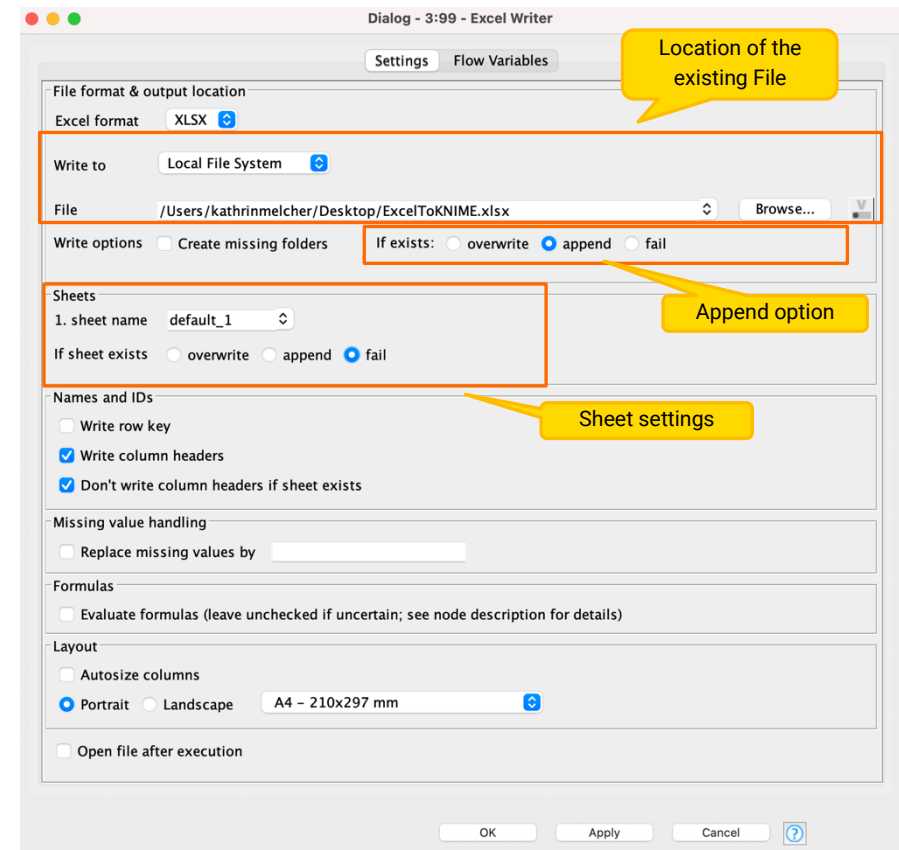 Dialog - 3:99 - Excel Writer
Settings Flow Variables
Location of the
existing File
File format & output location
Excel format XLSX
Write to Local File System
File /Users/kathrinmelcher/Desktop/ExcelToKNIME.xlsx Browse... V
Write options Create missing folders If exists: overwrite append fail
Append option
Sheets
1. sheet name default_1
If sheet exists overwrite append fail
Sheet settings
Names and IDs
Write row key
Write column headers
Don't write column headers if sheet exists
Missing value handling
Replace missing values by
Formulas
Evaluate formulas (leave unchecked if uncertain; see node description for details)
Layout
Autosize columns
Portrait Landscape A4 - 210x297 mm
Open file after execution
OK Apply Cancel ?